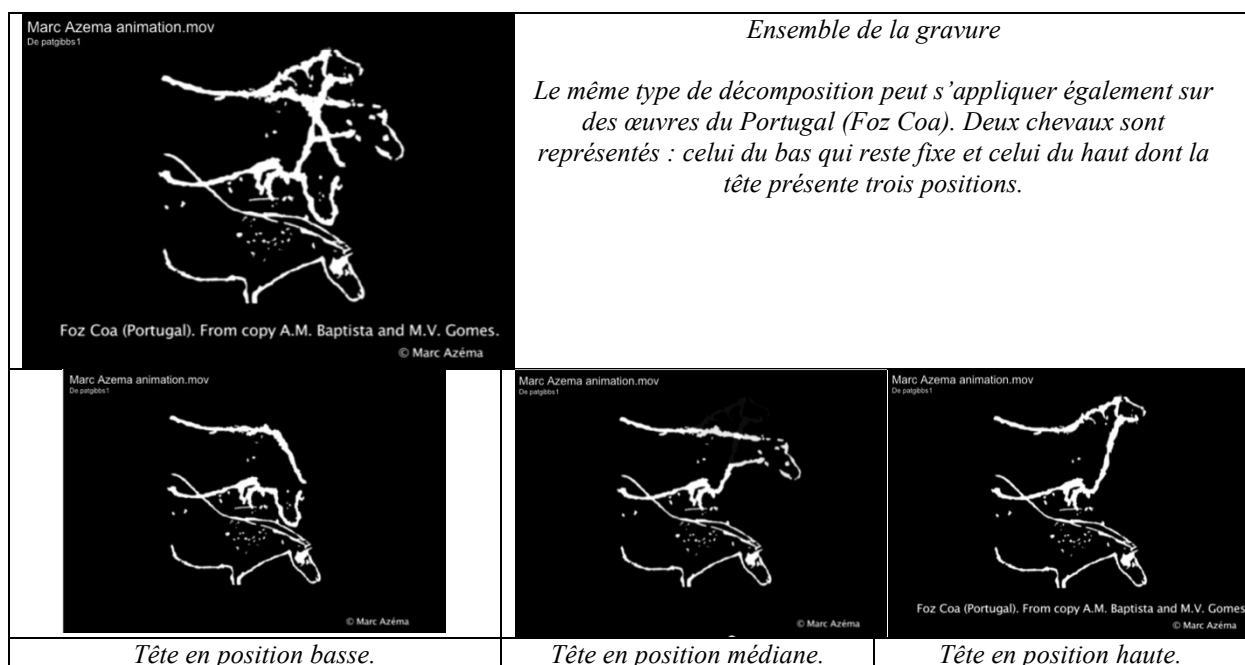 Marc Azema animation.mov
De patgibbs1
Foz Coa (Portugal). From copy A.M. Baptista and M.V. Gomes.
© Marc Azéma
Ensemble de la gravure
Le même type de décomposition peut s’appliquer également sur
des œuvres du Portugal (Foz Coa). Deux chevaux sont
représentés : celui du bas qui reste fixe et celui du haut dont la
tête présente trois positions.
Marc Azema animation.mov
De patgibbs1
© Marc Azéma
Marc Azema animation.mov
De patgibbs1
© Marc Azéma
Marc Azema animation.mov
De patgibbs1
Foz Coa (Portugal). From copy A.M. Baptista and M.V. Gomes
© Marc Azéma
Tête en position basse.
Tête en position médiane.
Tête en position haute.